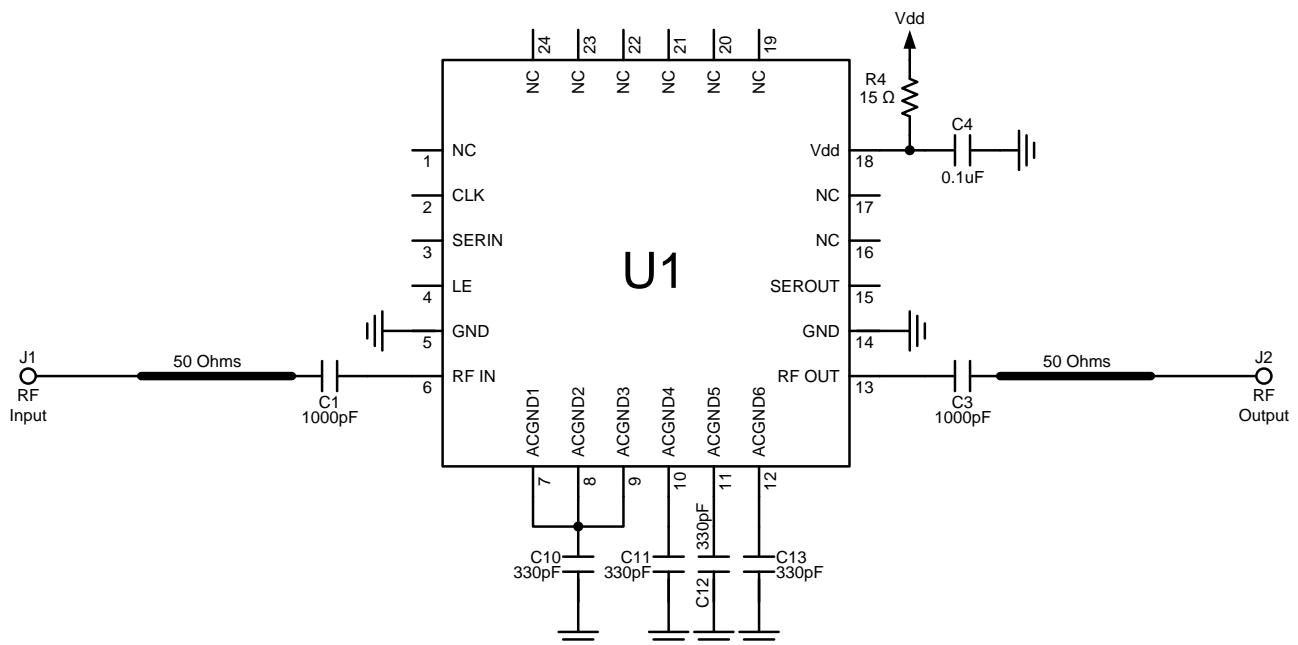 24
23
22
21
20
19
NC
NC
NC
NC
NC
NC
Vdd
R4
15 Ω
C4
0.1uF
1
NC
2
CLK
3
SERIN
4
LE
5
GND
6
RF IN
U1
Vdd
18
NC
17
NC
16
SEROUT
15
GND
14
RF OUT
13
J1
RF
Input
50 Ohms
C1
1000pF
C3
1000pF
50 Ohms
J2
RF
Output
ACGND1
ACGND2
ACGND3
ACGND4
ACGND5
ACGND6
7
8
9
10
11
12
C10
330pF
C11
330pF
330pF
C12
C13
330pF